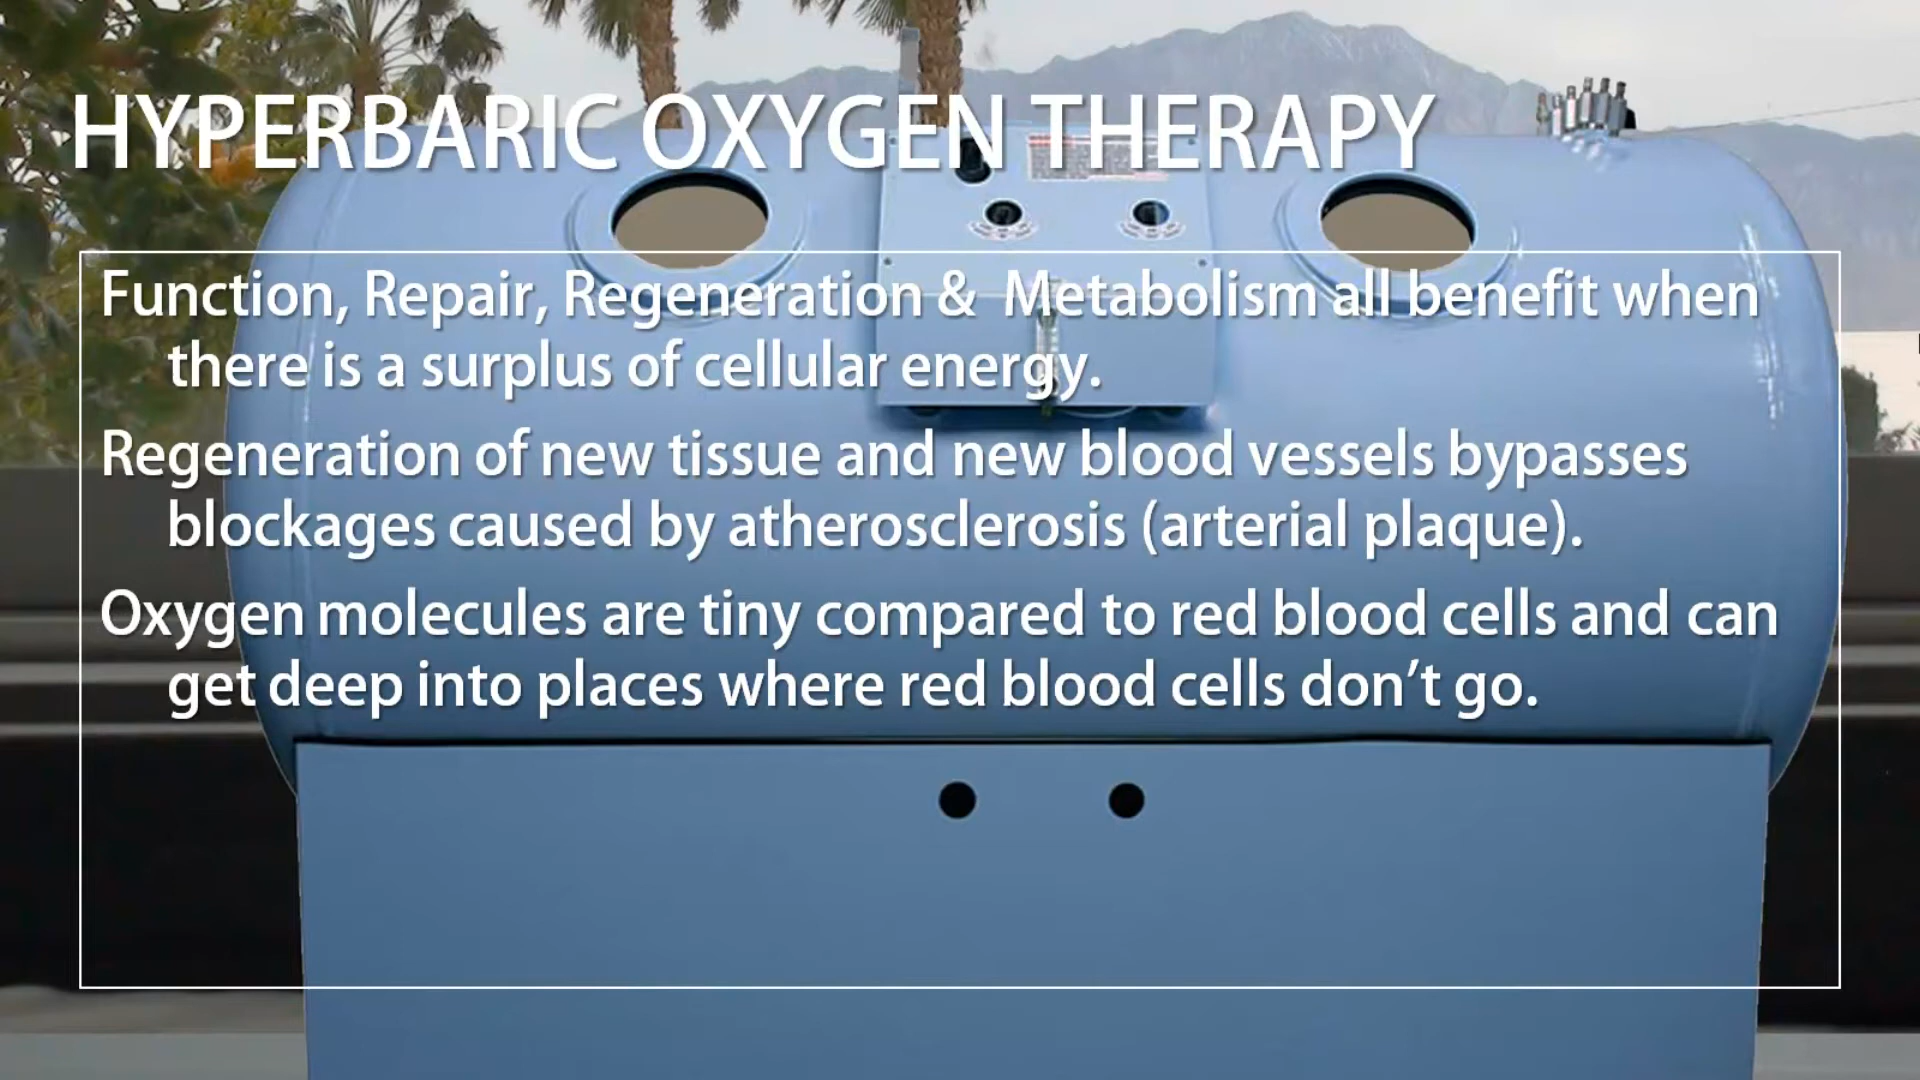 HYPERBARIC OXYGEN THERAPY
Function, Repair, Regeneration &  Metabolism all benefit when
there is a surplus of cellular energy.
Regeneration of new tissue and new blood vessels bypasses
blockages caused by atherosclerosis (arterial plaque).
Oxygen molecules are tiny compared to red blood cells and can
get deep into places where red blood cells don’t go.